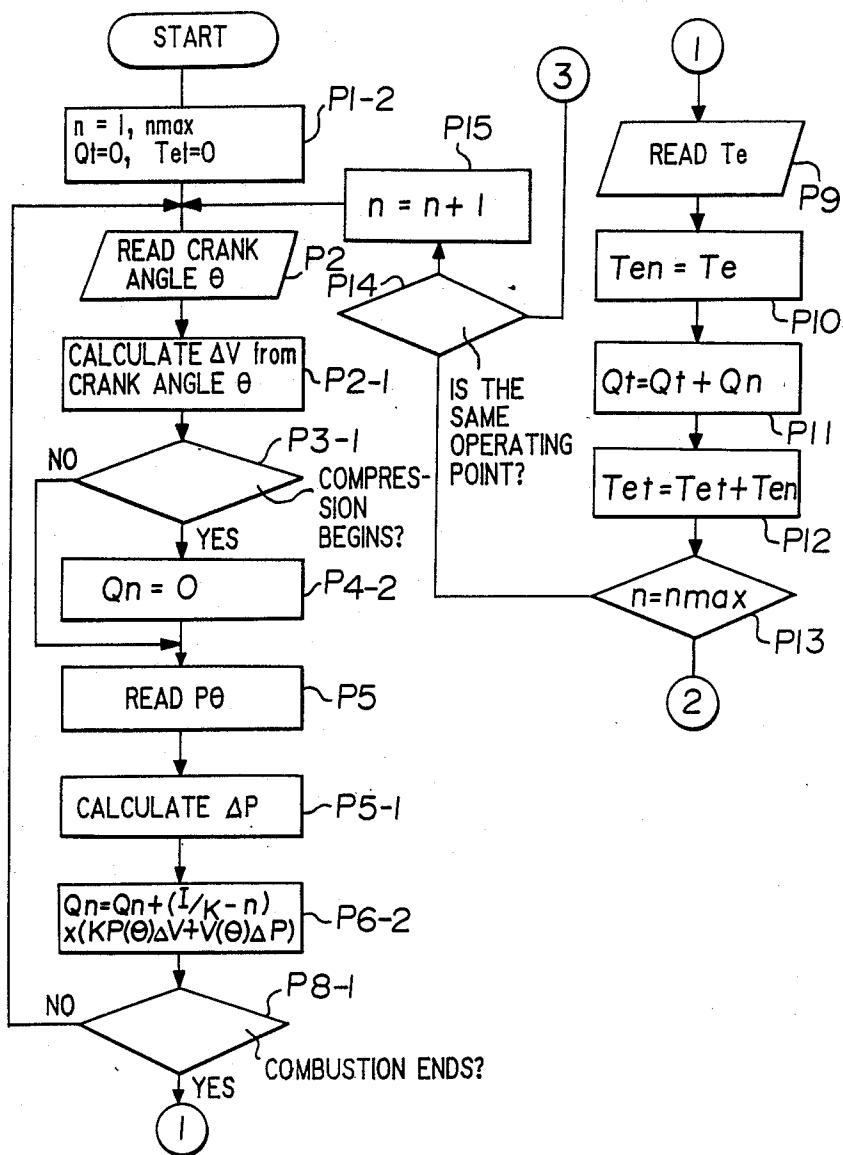 START
P1-2
n = 1, nmax
Qt=0, Tet=0
READ CRANK
ANGLE θ
P2
CALCULATE ΔV from
CRANK ANGLE θ
P2-1
P3-1
NO
COMPRES-
SION
BEGINS?
YES
Qn = 0
P4-2
READ Pθ
P5
CALCULATE ΔP
P5-1
Qn=Qn+(I/K-n)
x(KP(θ)ΔV+V(θ)ΔP)
P6-2
P8-1
NO
COMBUSTION ENDS?
YES
1
3
P15
n = n+1
P14
IS THE
SAME
OPERATING
POINT?
1
READ Te
P9
Ten = Te
P10
Qt=Qt+Qn
P11
Tet=Tet+Ten
P12
n=nmax
P13
2